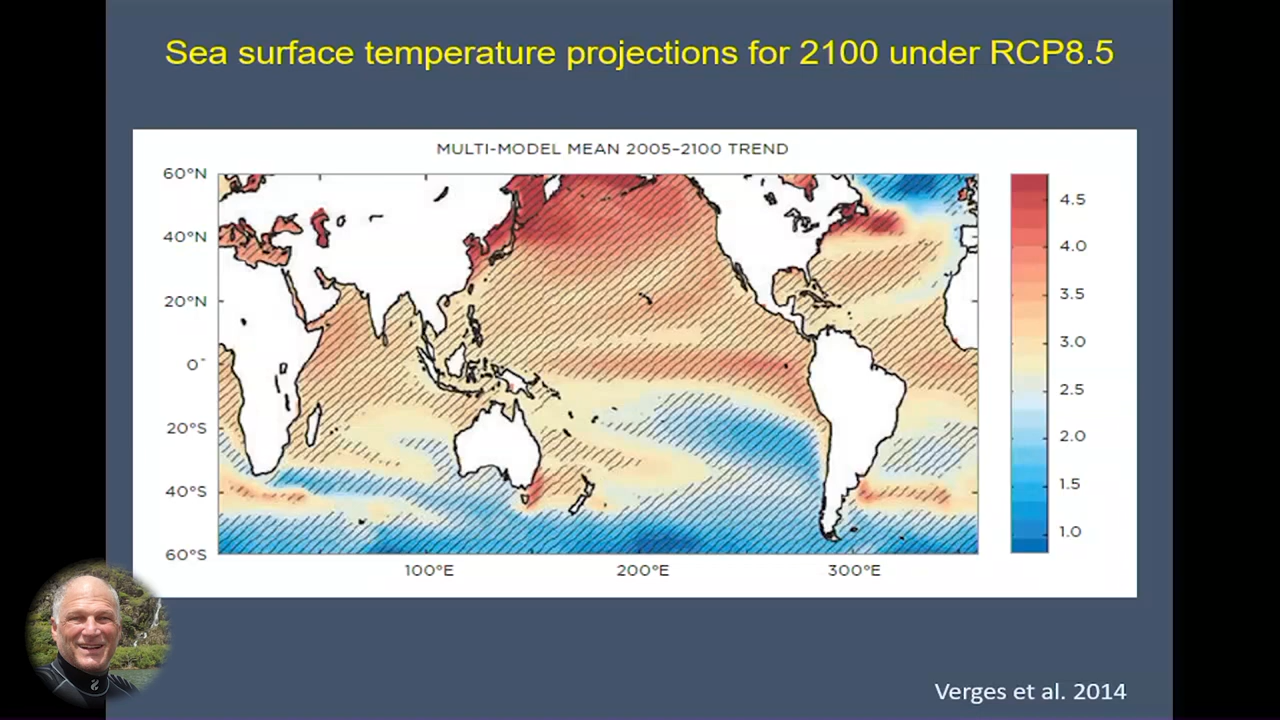 Sea surface temperature projections for 2100 under RCP8.5
MULTI-MODEL MEAN 2005–2100 TREND
60°N
40°N
20°N
0°
20°S
40°S
60°S
100°E
200°E
300°E
4.5
4.0
3.5
3.0
2.5
2.0
1.5
1.0
Verges et al. 2014